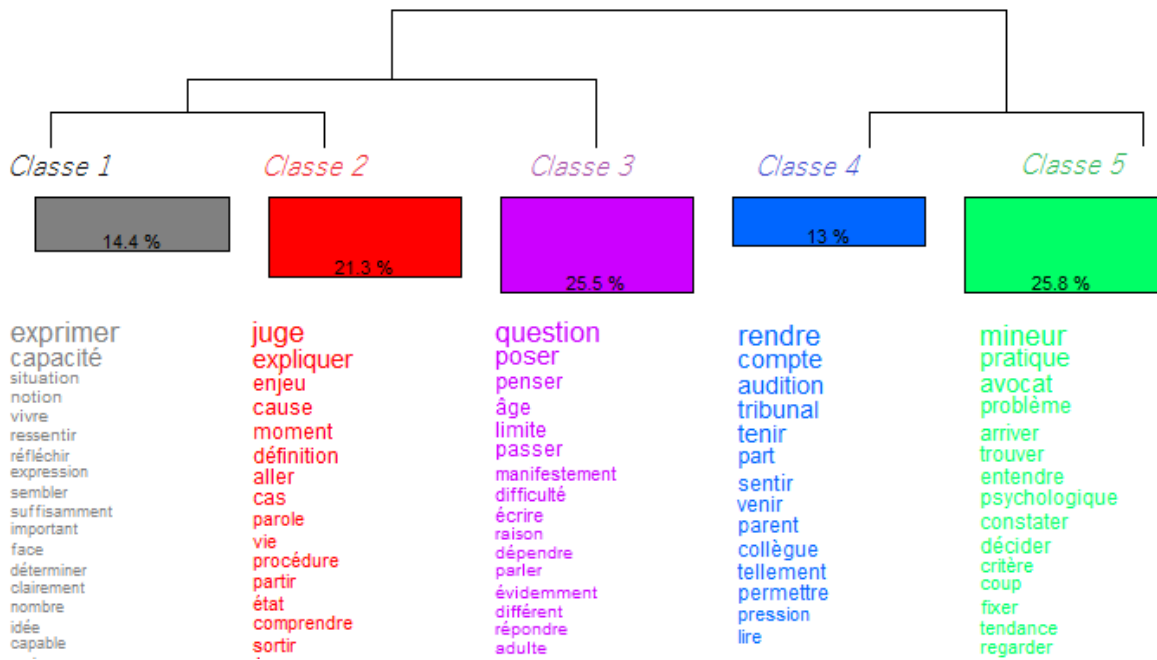 Classe 1
Classe 2
Classe 3
Classe 4
Classe 5
14.4 %
21.3 %
25.5 %
13 %
25.8 %
exprimer
capacité
situation
notion
vivre
ressentir
réfléchir
expression
sembler
suffisamment
important
face
déterminer
clairement
nombre
idée
capable
juge
expliquer
enjeu
cause
moment
définition
aller
cas
parole
vie
procédure
partir
état
comprendre
sortir
question
poser
penser
âge
limite
passer
manifestement
difficulté
écrire
raison
dépendre
parler
évidemment
différent
répondre
adulte
rendre
compte
audition
tribunal
tenir
part
sentir
venir
parent
collègue
tellement
permettre
pression
lire
mineur
pratique
avocat
problème
arriver
trouver
entendre
psychologique
constater
décider
critère
coup
fixer
tendance
regarder